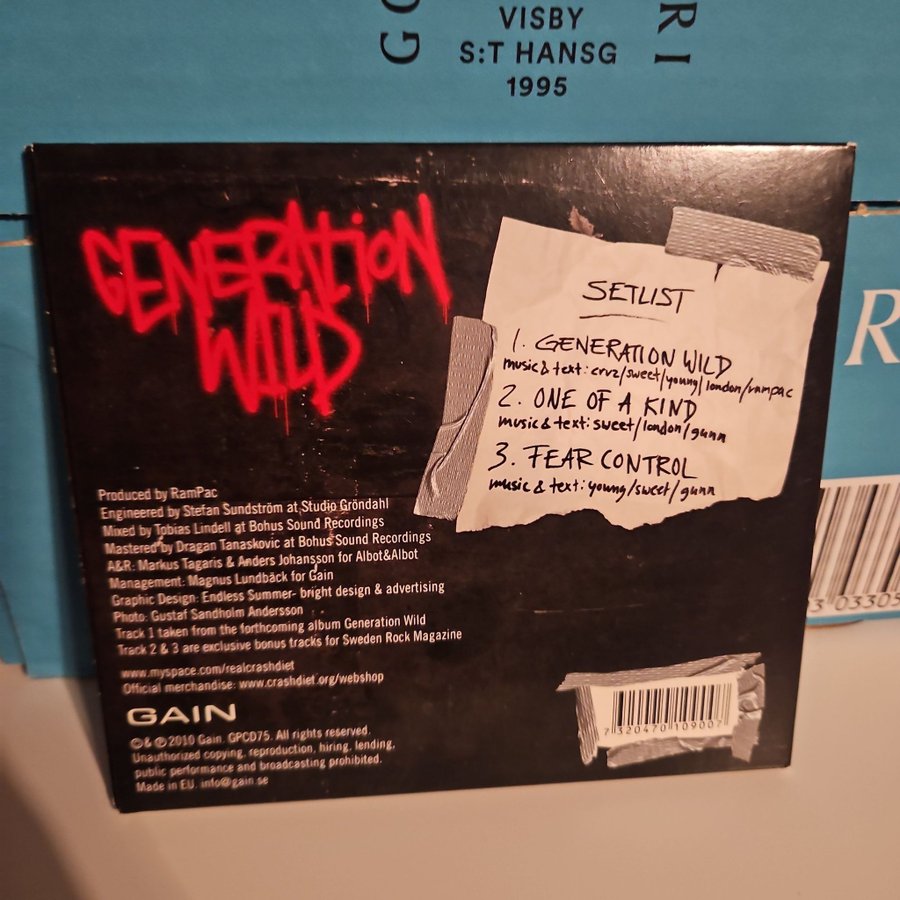 GO
VISBY
S:T HANSG
1995
RI
GENERATION
WILD
SETLIST
1. GENERATION WILD
music & text: cruz/sweet/young/london/rampac
2. ONE OF A KIND
music & text: sweet/london/gunn
3. FEAR CONTROL
music & text: young/sweet/gunn
Produced by RamPac
Engineered by Stefan Sundström at Studio Gröndahl
Mixed by Tobias Lindell at Bohus Sound Recordings
Mastered by Dragan Tanaskovic at Bohus Sound Recordings
A&R: Markus Tagaris & Anders Johansson for Albot&Albot
Management: Magnus Lundbäck for Gain
Graphic Design: Endless Summer- bright design & advertising
Photo: Gustaf Sandholm Andersson
Track 1 taken from the forthcoming album Generation Wild
Track 2 & 3 are exclusive bonus tracks for Sweden Rock Magazine
www.myspace.com/realcrashdiet
Official merchandise: www.crashdiet.org/webshop
GAIN
©& ℗2010 Gain. GPCD75. All rights reserved.
Unauthorized copying, reproduction, hiring, lending,
public performance and broadcasting prohibited.
Made in EU. info@gain.se
7 320470 109007
R
3 03305